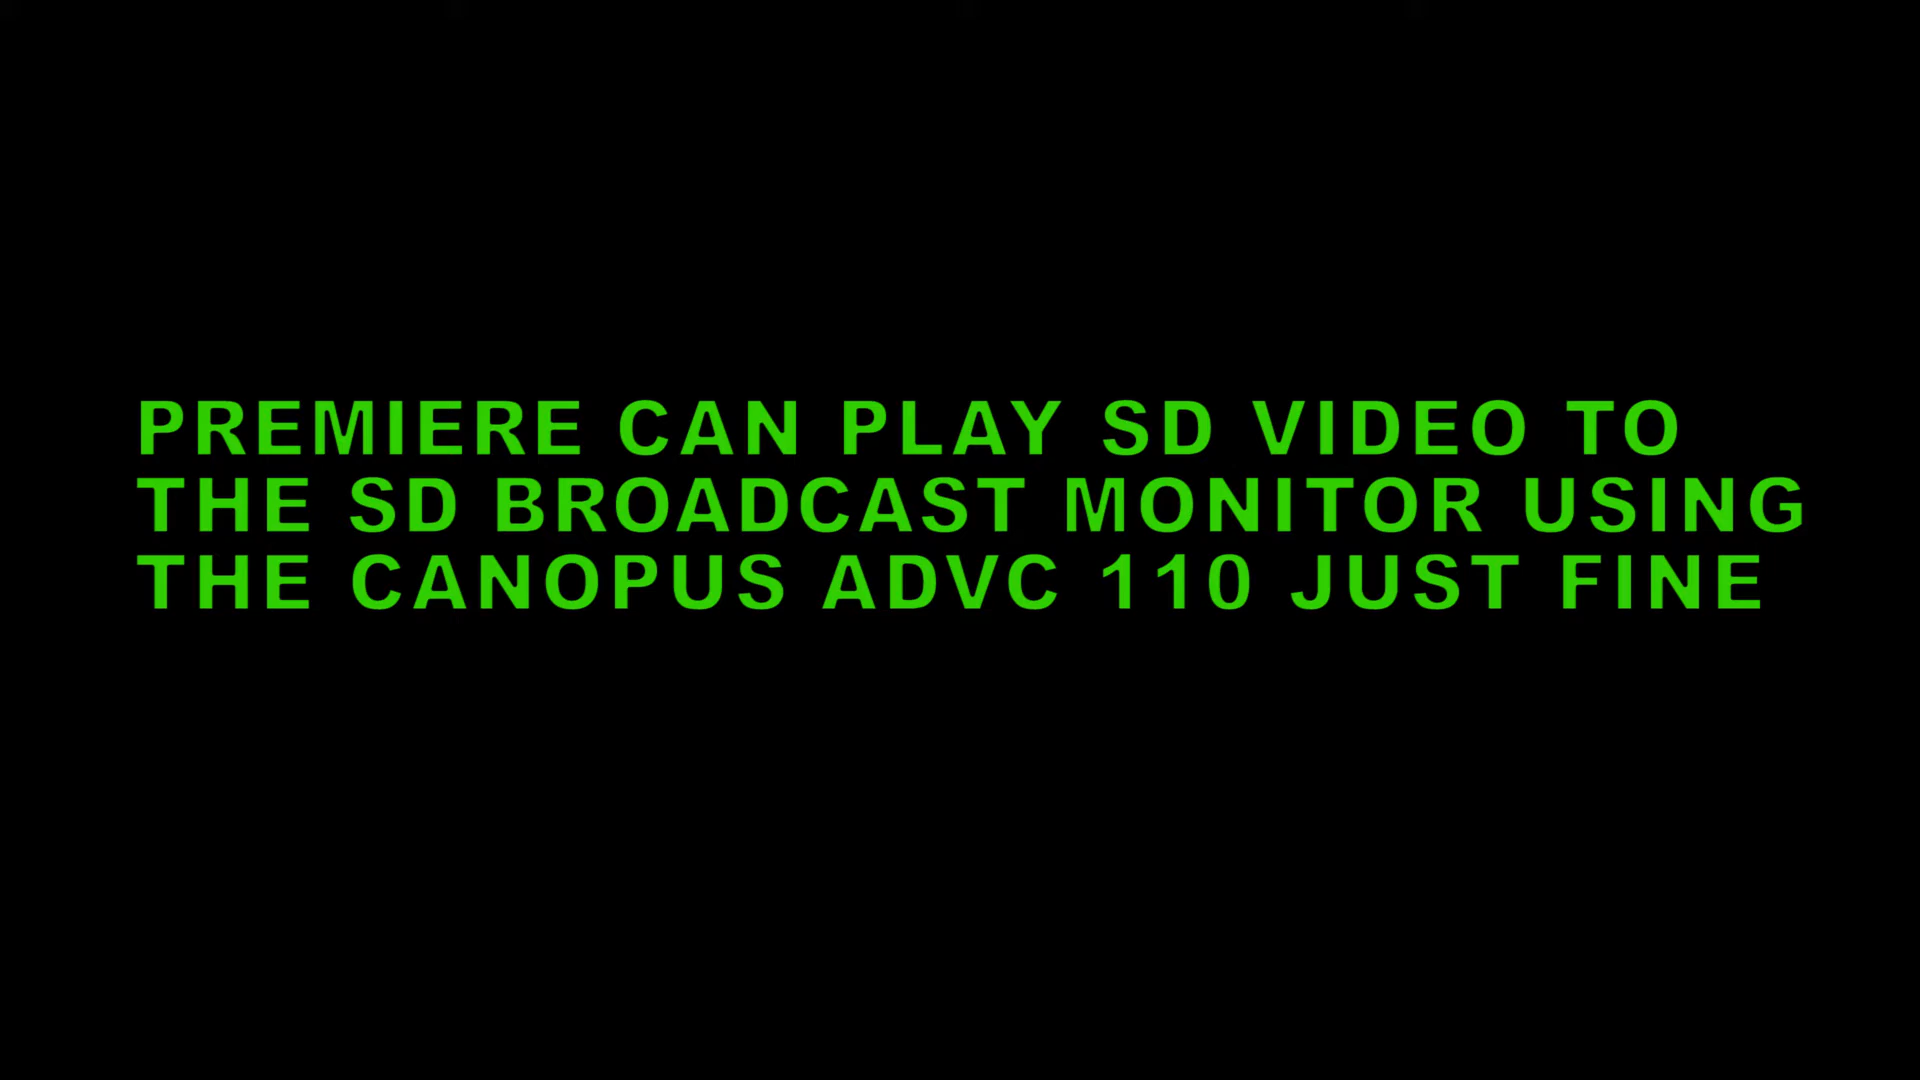 PREMIERE CAN PLAY SD VIDEO TO
THE SD BROADCAST MONITOR USING
THE CANOPUS ADVC 110 JUST FINE